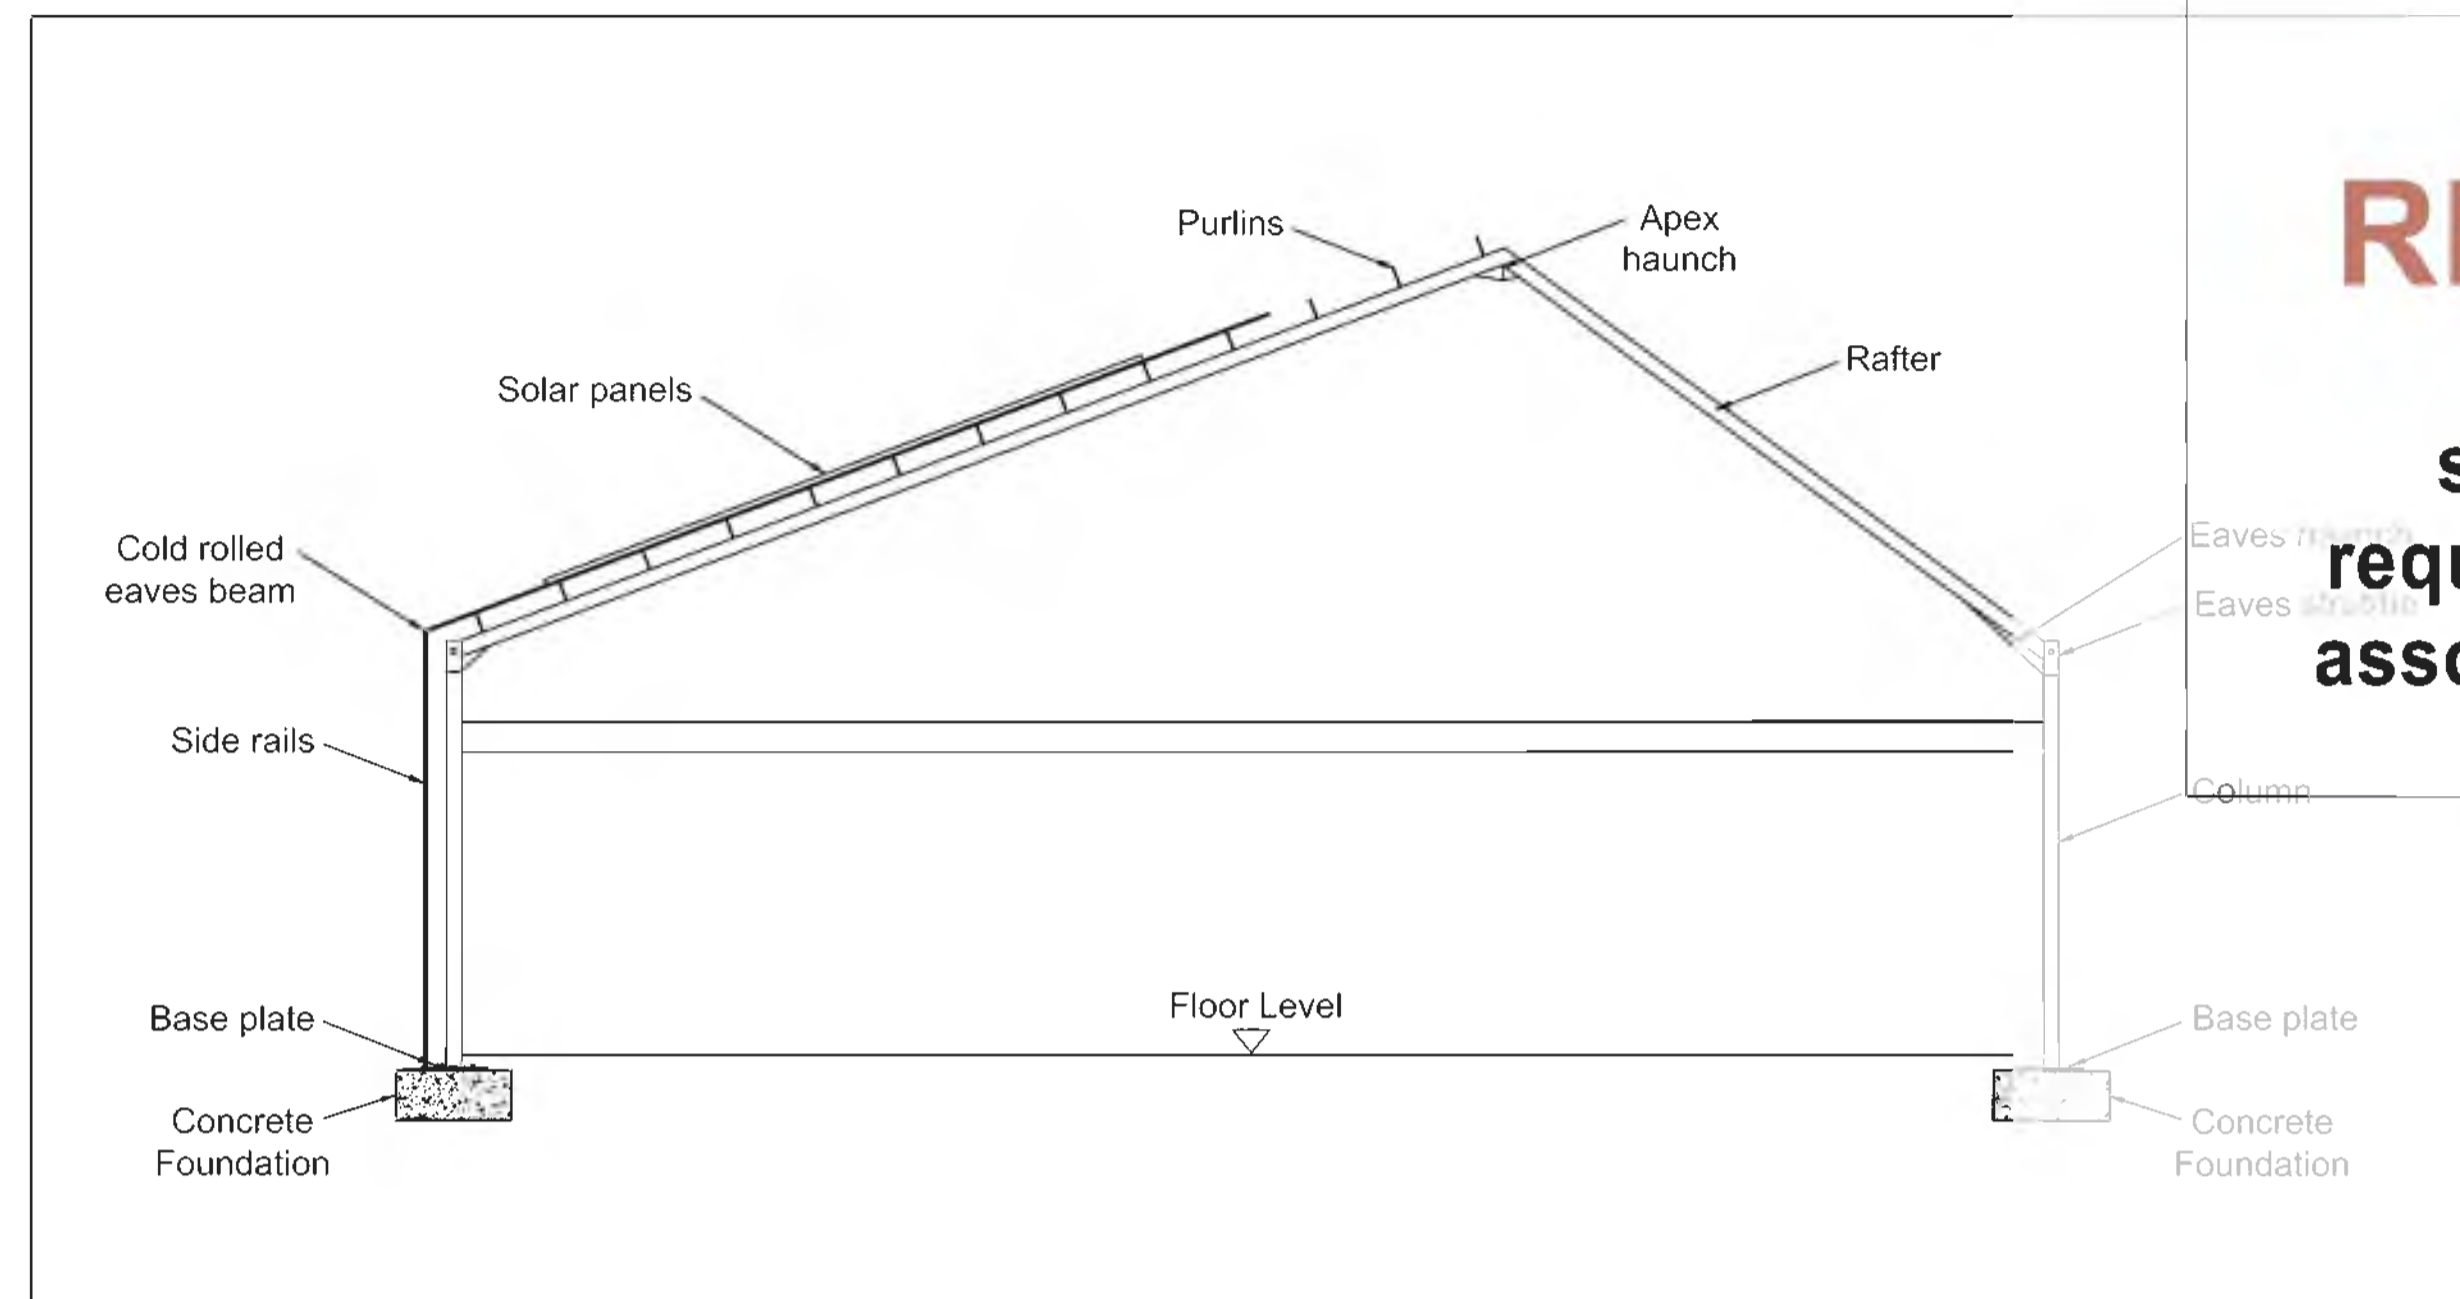 Purlins
Apex
haunch
Rafter
Solar panels
Cold rolled
eaves beam
Eaves
Eaves
Side rails
Column
Floor Level
Base plate
Base plate
Concrete
Foundation
Concrete
Foundation